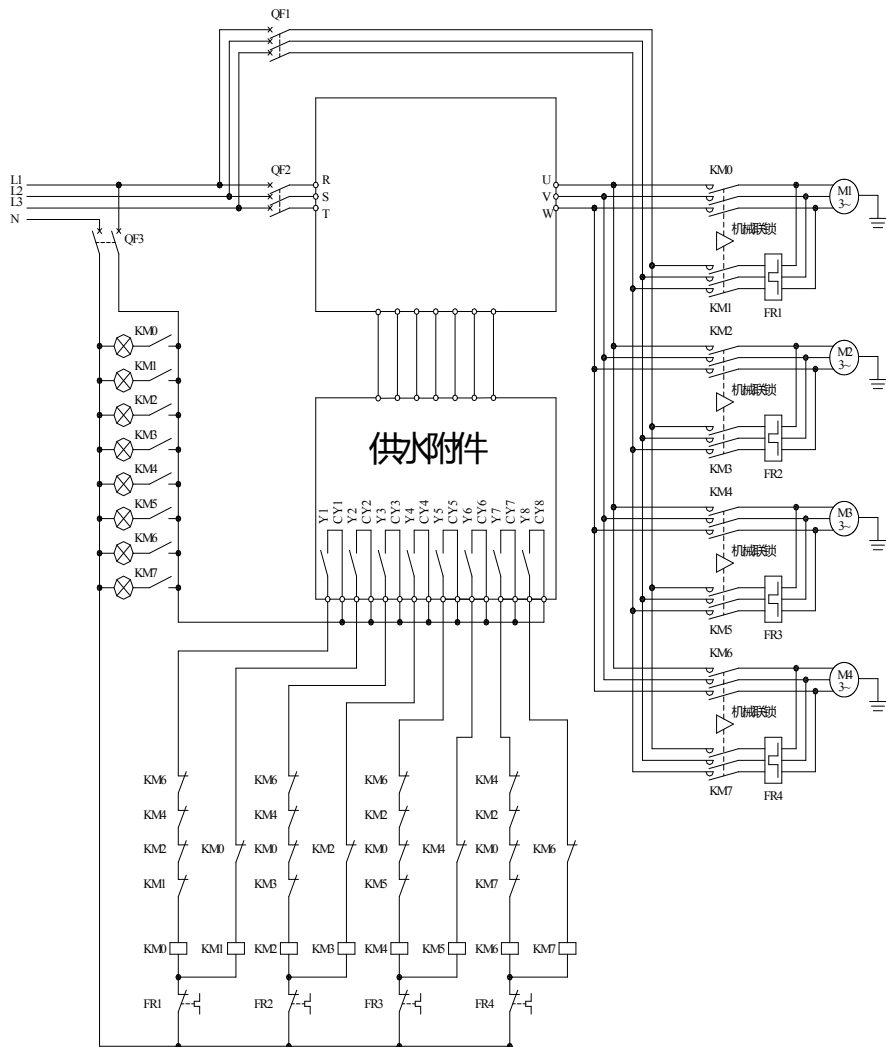 QF1
L1
L2
L3
N
QF2
R
S
T
U
V
W
QF3
KM0
M1
3~
机械联锁
KM1
FR1
KM2
M2
3~
机械联锁
KM3
FR2
KM4
M3
3~
机械联锁
KM5
FR3
KM6
M4
3~
机械联锁
KM7
FR4
KM0
KM1
KM2
KM3
KM4
KM5
KM6
KM7
供水附件
Y1 CY1 Y2 CY2 Y3 CY3 Y4 CY4 Y5 CY5 Y6 CY6 Y7 CY7 Y8 CY8
KM6 KM6 KM6 KM4
KM4 KM4 KM2 KM2
KM2 KM0 KM0 KM2 KM0 KM4 KM0 KM6
KM1 KM3 KM5 KM7
KM0 KM1 KM2 KM3 KM4 KM5 KM6 KM7
FR1 FR2 FR3 FR4